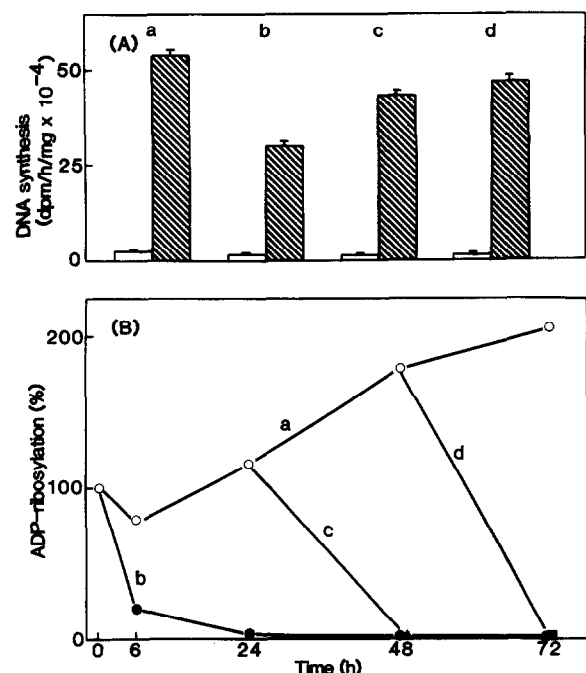 (A)
a b c d
50
25
0
DNA synthesis
(dpm/h/mg x 10-4)
(B)
200
100
0
ADP-ribosylation (%)
a
b
c
d
0 6 24 48 72
Time (h)